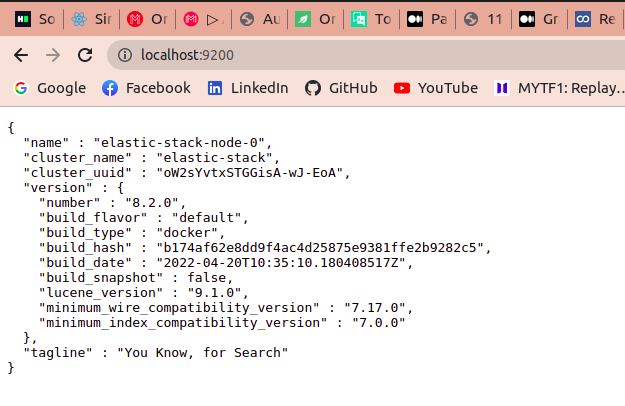 So Sir Or ▷ J Au Or To Pa 11 Gr Re
localhost:9200
Google Facebook LinkedIn GitHub YouTube MYTF1: Replay...
{
"name" : "elastic-stack-node-0",
"cluster_name" : "elastic-stack",
"cluster_uuid" : "oW2sYvtxSTGGisA-wJ-EoA",
"version" : {
"number" : "8.2.0",
"build_flavor" : "default",
"build_type" : "docker",
"build_hash" : "b174af62e8dd9f4ac4d25875e9381ffe2b9282c5",
"build_date" : "2022-04-20T10:35:10.180408517Z",
"build_snapshot" : false,
"lucene_version" : "9.1.0",
"minimum_wire_compatibility_version" : "7.17.0",
"minimum_index_compatibility_version" : "7.0.0"
},
"tagline" : "You Know, for Search"
}